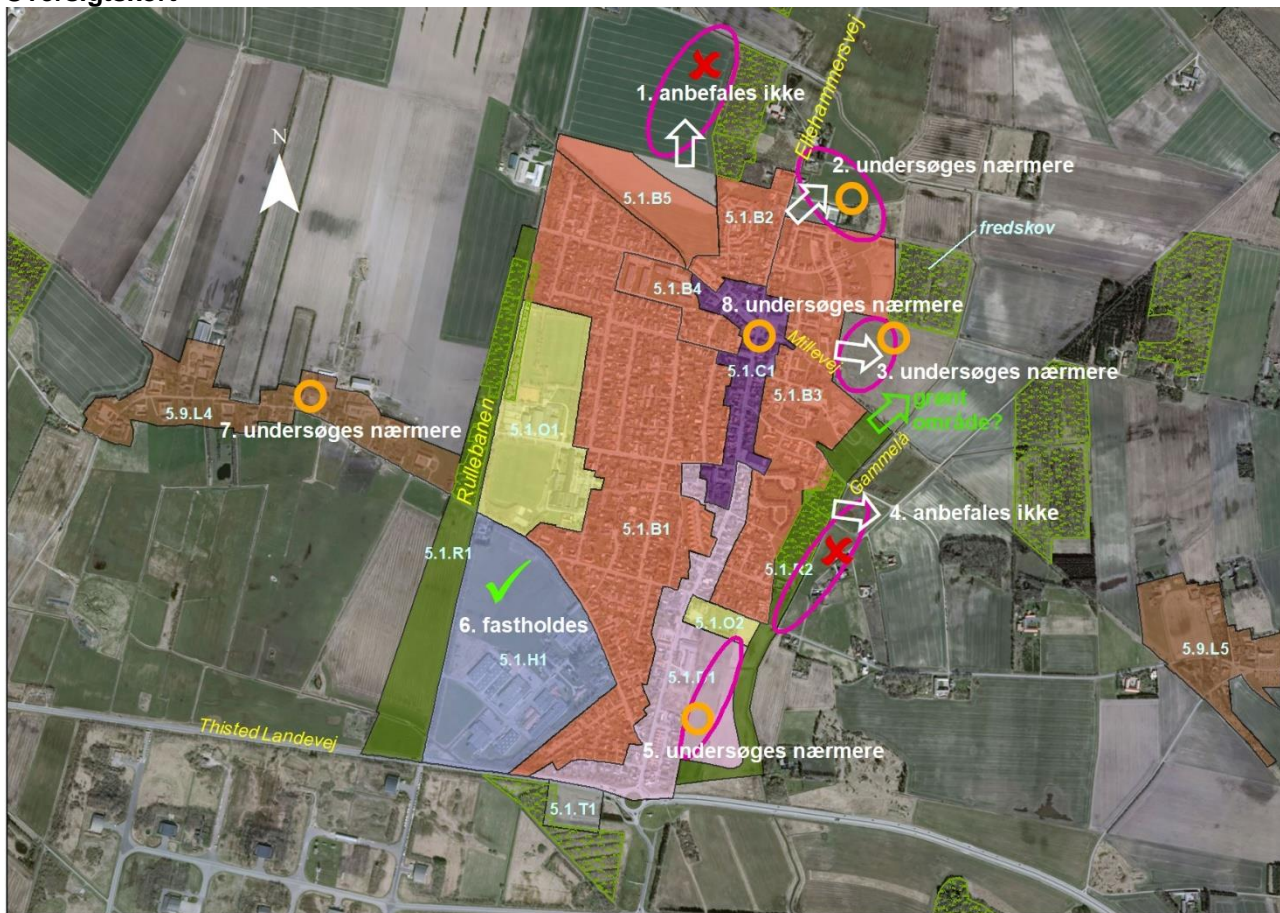 1. anbefales ikke
Ellehammersvej
N
2. undersøges nærmere
5.1.B5
5.1.B2
fredskov
5.1.B4
8. undersøges nærmere
Millevej
5.1.C1
3. undersøges nærmere
5.1.B3
5.9.L4
7. undersøges nærmere
grønt
område?
5.1.O1
Rullebanen
Gammelå
4. anbefales ikke
5.1.B1
5.1.R1
5.1.R2
6. fastholdes
5.1.O2
5.1.H1
5.9.L5
Thisted Landevej
5. undersøges nærmere
5.1.T1